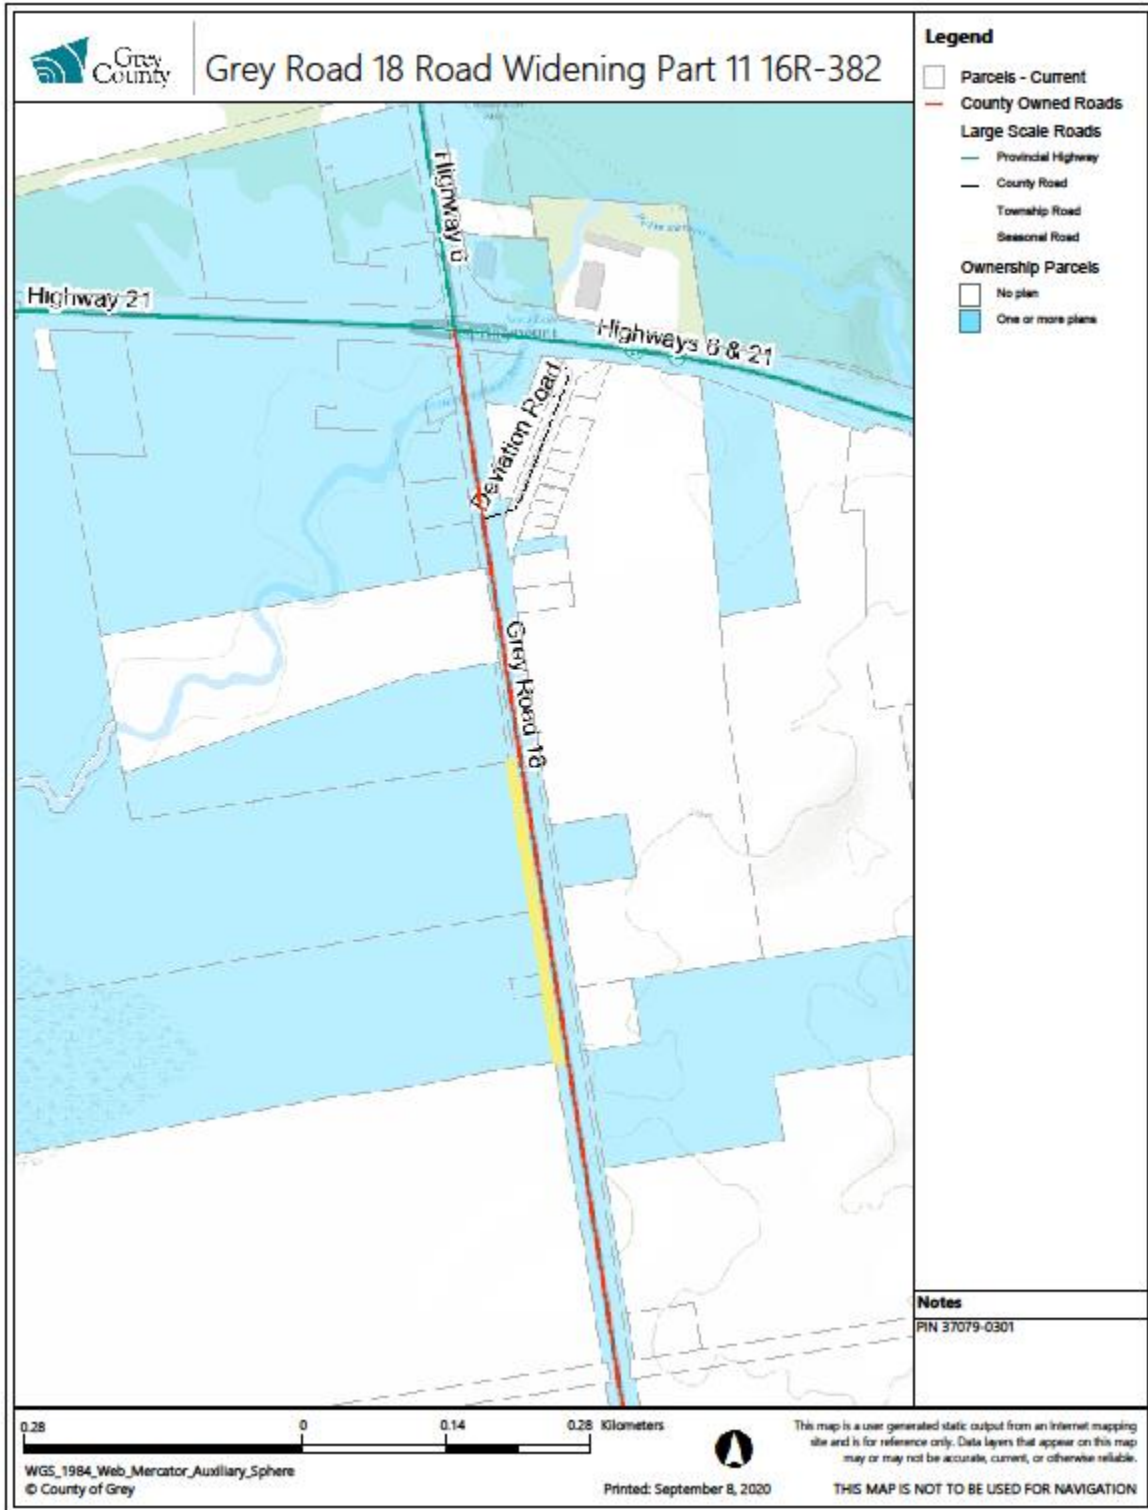 Grey
County
Grey Road 18 Road Widening Part 11 16R-382
Legend
Parcels - Current
County Owned Roads
Large Scale Roads
Provincial Highway
County Road
Township Road
Seasonal Road
Ownership Parcels
No plan
One or more plans
Highway 6
Highway 21
Highways 6 & 21
Deviation Road
Grey Road 18
Notes
PIN 37079-0301
0.28 0 0.14 0.28 Kilometers
WGS_1984_Web_Mercator_Auxiliary_Sphere
© County of Grey
Printed: September 8, 2020
This map is a user generated static output from an Internet mapping
site and is for reference only. Data layers that appear on this map
may or may not be accurate, current, or otherwise reliable.
THIS MAP IS NOT TO BE USED FOR NAVIGATION